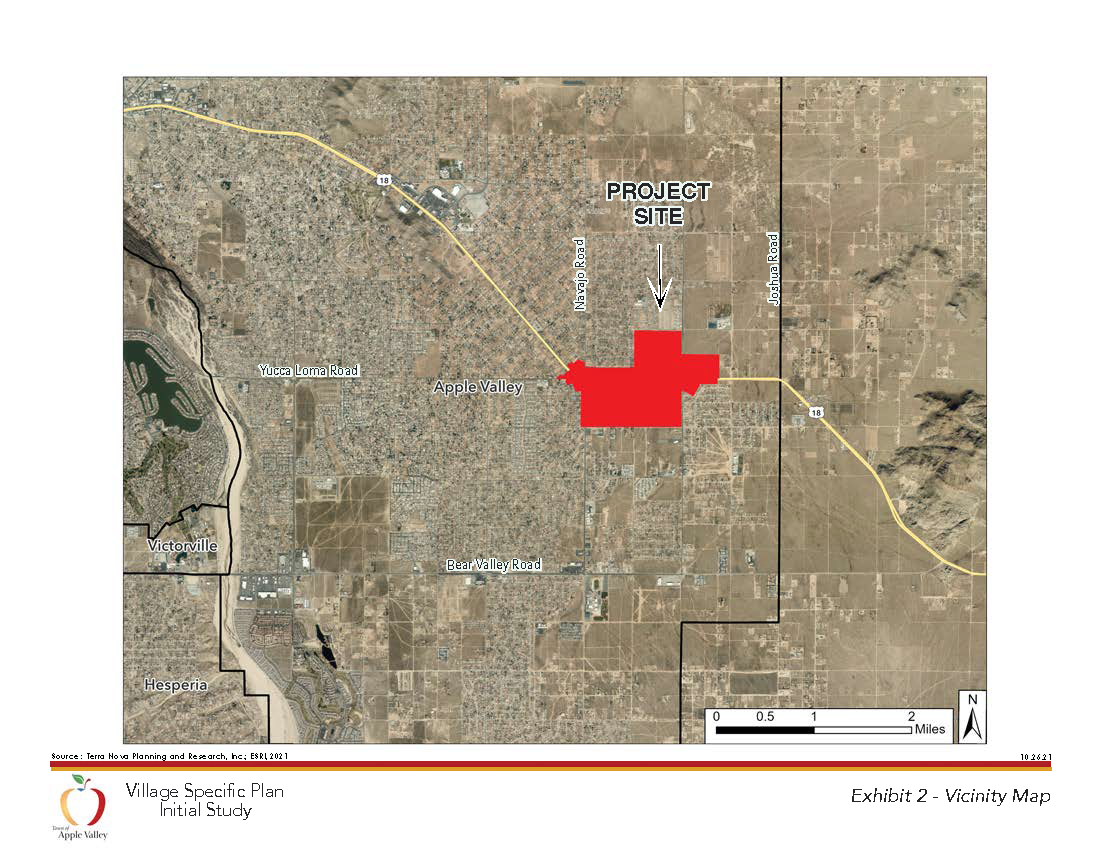 18
PROJECT
SITE
Navajo Road
Joshua Road
Yucca Loma Road
Apple Valley
18
Victorville
Bear Valley Road
Hesperia
N
0 0.5 1 2
Miles
Source: Terra Nova Planning and Research, Inc.; ESRI, 2021
10.26.21
Village Specific Plan
Initial Study
Exhibit 2 - Vicinity Map
Town of
Apple Valley